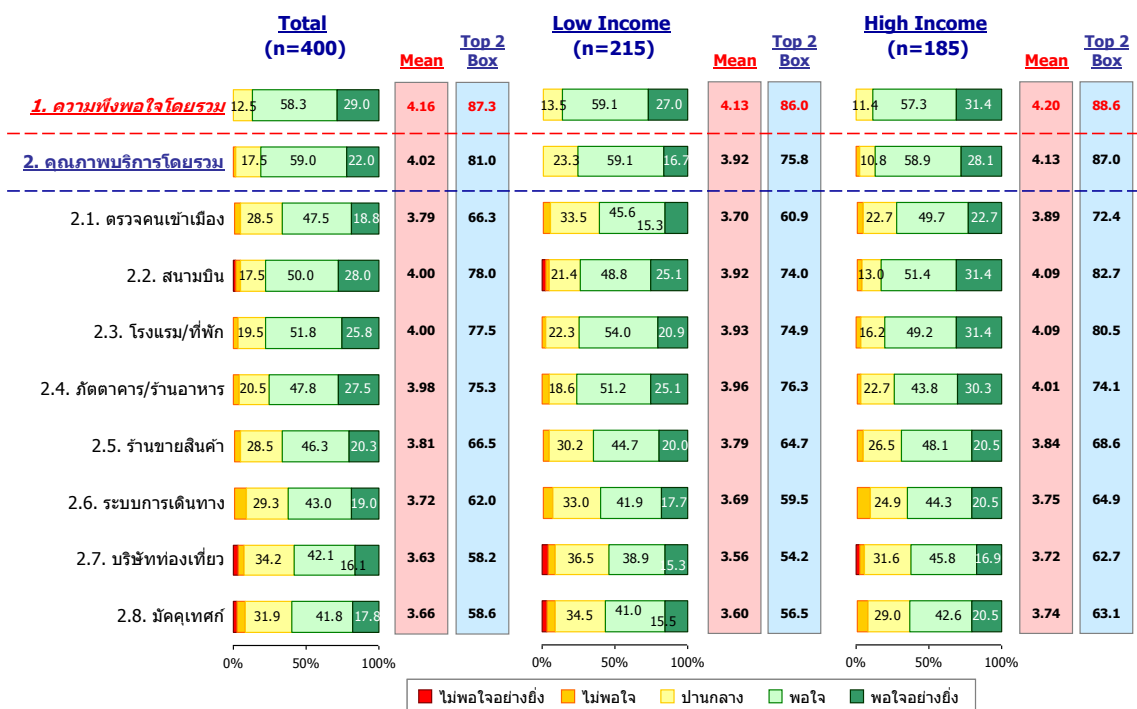 Total
(n=400)
Mean
Top 2
Box
Low Income
(n=215)
Mean
Top 2
Box
High Income
(n=185)
Mean
Top 2
Box
1. ความพึงพอใจโดยรวม 12.5 58.3 29.0 4.16 87.3 13.5 59.1 27.0 4.13 86.0 11.4 57.3 31.4 4.20 88.6
2. คุณภาพบริการโดยรวม 17.5 59.0 22.0 4.02 81.0 23.3 59.1 16.7 3.92 75.8 10.8 58.9 28.1 4.13 87.0
2.1. ตรวจคนเข้าเมือง 28.5 47.5 18.8 3.79 66.3 33.5 45.6 15.3 3.70 60.9 22.7 49.7 22.7 3.89 72.4
2.2. สนามบิน 17.5 50.0 28.0 4.00 78.0 21.4 48.8 25.1 3.92 74.0 13.0 51.4 31.4 4.09 82.7
2.3. โรงแรม/ที่พัก 19.5 51.8 25.8 4.00 77.5 22.3 54.0 20.9 3.93 74.9 16.2 49.2 31.4 4.09 80.5
2.4. ภัตตาคาร/ร้านอาหาร 20.5 47.8 27.5 3.98 75.3 18.6 51.2 25.1 3.96 76.3 22.7 43.8 30.3 4.01 74.1
2.5. ร้านขายสินค้า 28.5 46.3 20.3 3.81 66.5 30.2 44.7 20.0 3.79 64.7 26.5 48.1 20.5 3.84 68.6
2.6. ระบบการเดินทาง 29.3 43.0 19.0 3.72 62.0 33.0 41.9 17.7 3.69 59.5 24.9 44.3 20.5 3.75 64.9
2.7. บริษัทท่องเที่ยว 34.2 42.1 16.1 3.63 58.2 36.5 38.9 15.3 3.56 54.2 31.6 45.8 16.9 3.72 62.7
2.8. มัคคุเทศก์ 31.9 41.8 17.8 3.66 58.6 34.5 41.0 15.5 3.60 56.5 29.0 42.6 20.5 3.74 63.1
0% 100% 0% 100% 0% 100%
ไม่พอใจอย่างยิ่ง ไม่พอใจ ปานกลาง พอใจ พอใจอย่างยิ่ง